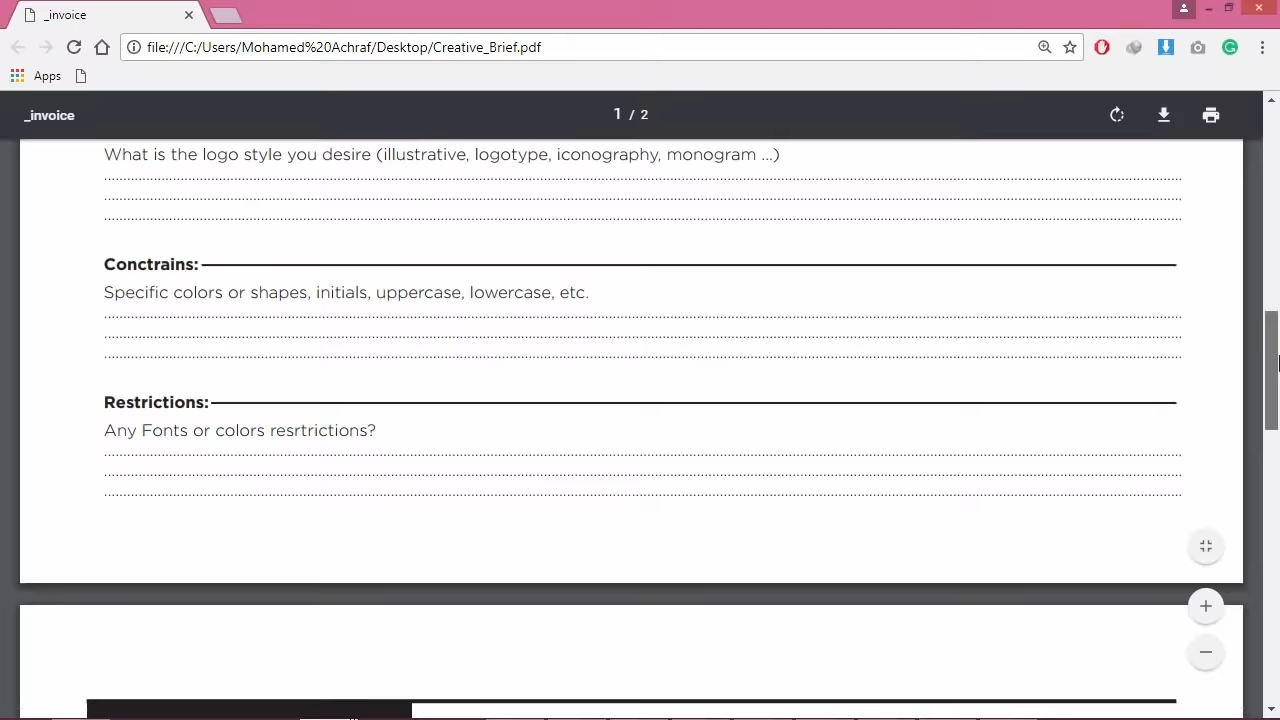 _invoice
file:///C:/Users/Mohamed%20Achraf/Desktop/Creative_Brief.pdf
Apps
_invoice
1 / 2
What is the logo style you desire (illustrative, logotype, iconography, monogram ...)
Conctrains:
Specific colors or shapes, initials, uppercase, lowercase, etc.
Restrictions:
Any Fonts or colors resrtrictions?